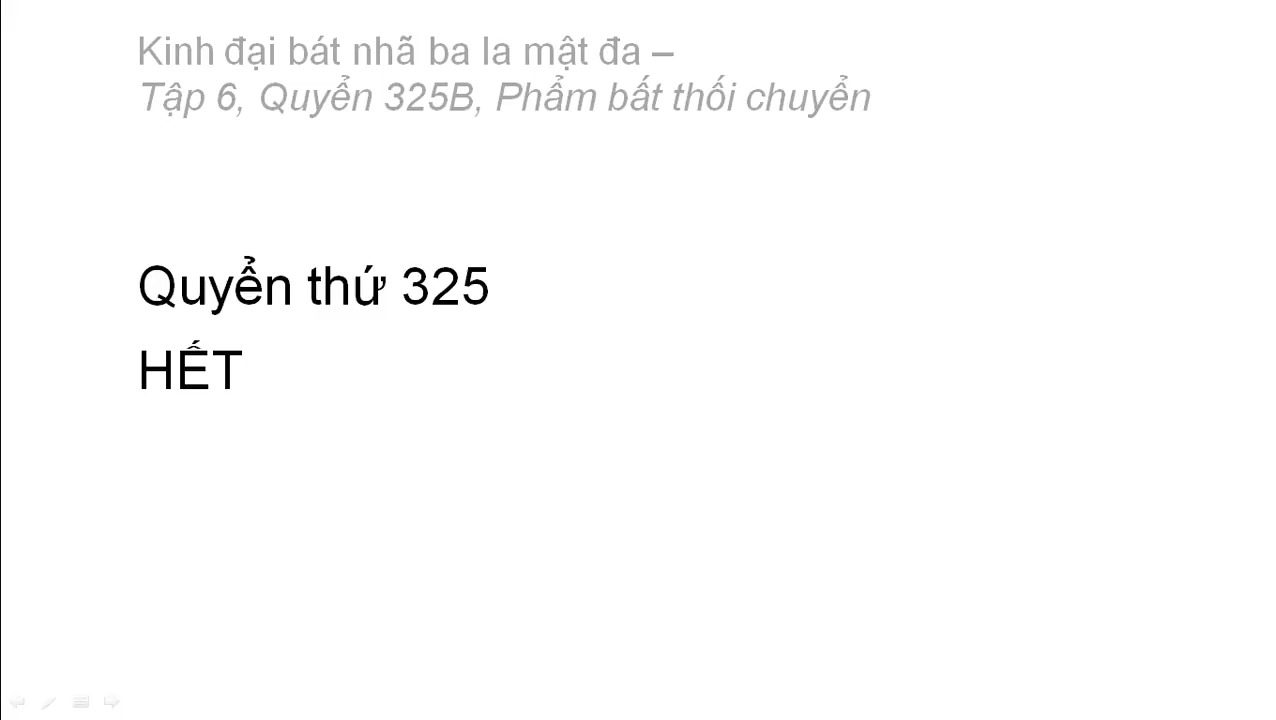 Kinh đại bát nhã ba la mật đa –
Tập 6, Quyển 325B, Phẩm bất thối chuyển
Quyển thứ 325
HẾT